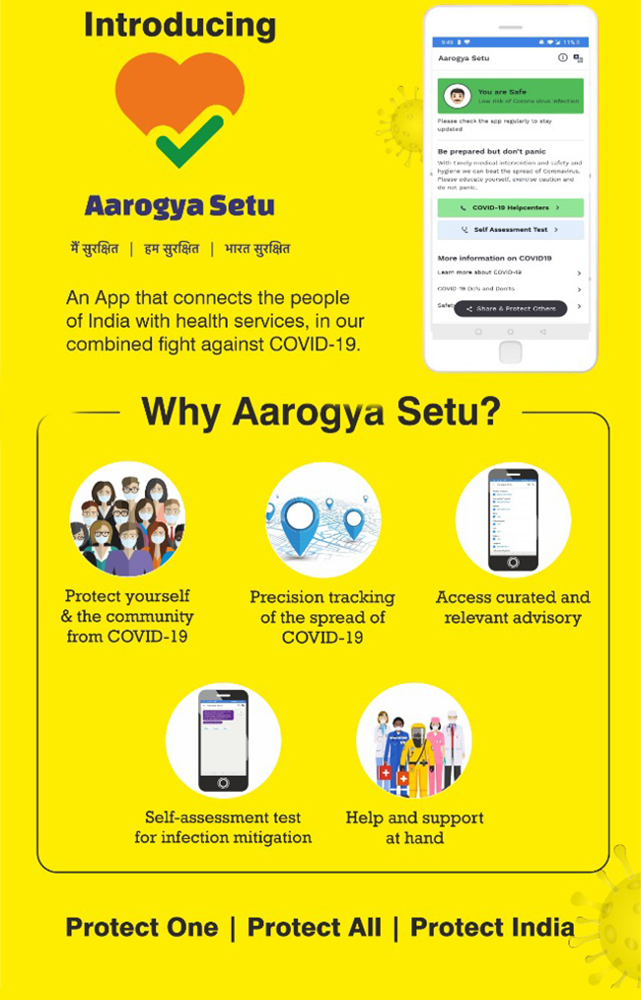 Introducing
Aarogya Setu
मैं सुरक्षित | हम सुरक्षित | भारत सुरक्षित
An App that connects the people
of India with health services, in our
combined fight against COVID-19.
9:49
11%
Aarogya Setu
You are Safe
Low risk of Corona virus infection
Please check the app regularly to stay
updated
Be prepared but don't panic
With timely medical intervention and safety and
hygiene we can beat the spread of Coronavirus.
Please educate yourself, exercise caution and
do not panic.
COVID-19 Helpcenters >
Self Assessment Test >
More information on COVID19
Learn more about COVID-19 >
COVID-19 Do's and Don'ts >
Safet
Share & Protect Others >
Why Aarogya Setu?
Protect yourself
& the community
from COVID-19
Precision tracking
of the spread of
COVID-19
Access curated and
relevant advisory
Self-assessment test
for infection mitigation
Help and support
at hand
Protect One | Protect All | Protect India